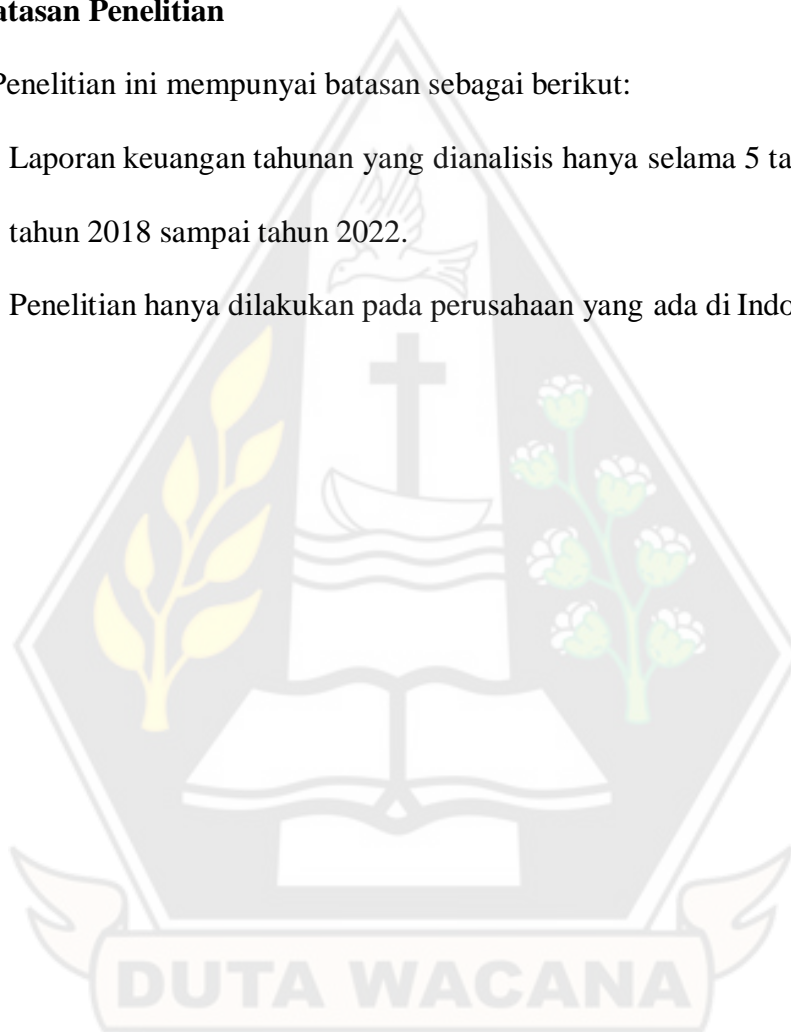 atasan Penelitian
Penelitian ini mempunyai batasan sebagai berikut:
Laporan keuangan tahunan yang dianalisis hanya selama 5 ta
tahun 2018 sampai tahun 2022.
Penelitian hanya dilakukan pada perusahaan yang ada di Indo
DUTA WACANA